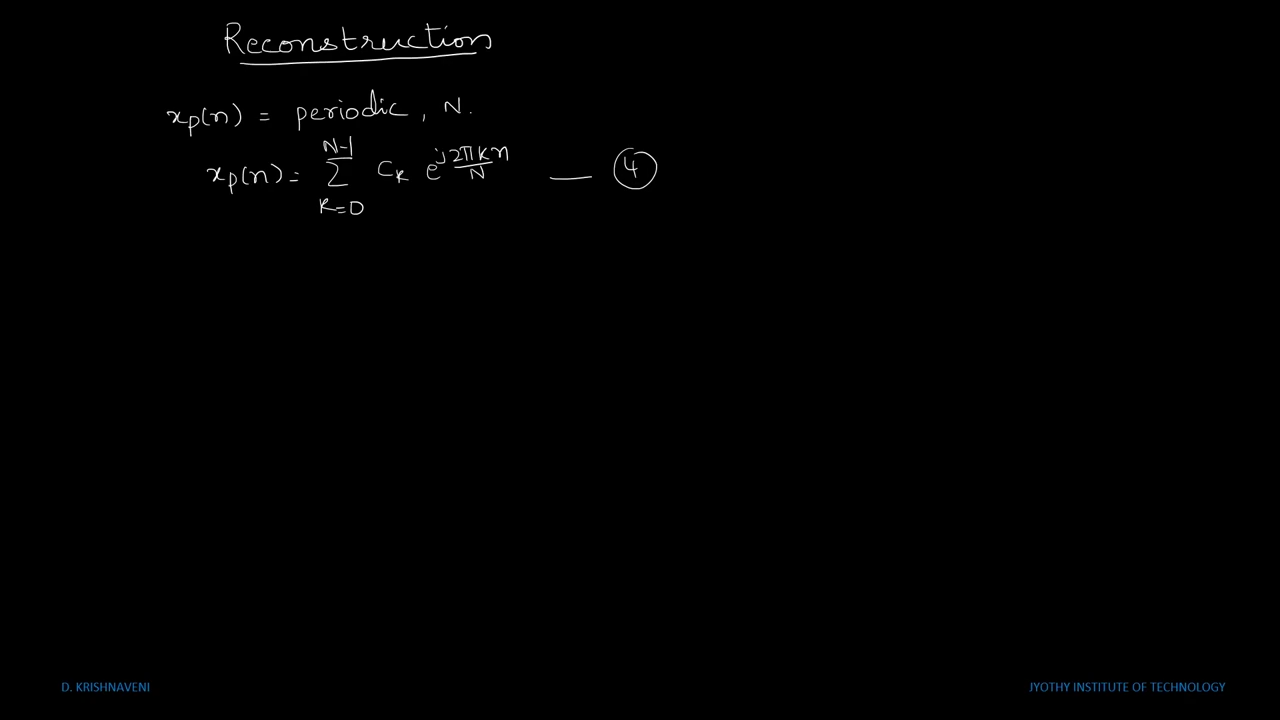 Reconstruction
xp(n) = periodic, N.
xp(n) = N-1 ∑ k=0 Ck e^(j2πkn/N) — ④
D. KRISHNAVENI
JYOTHY INSTITUTE OF TECHNOLOGY